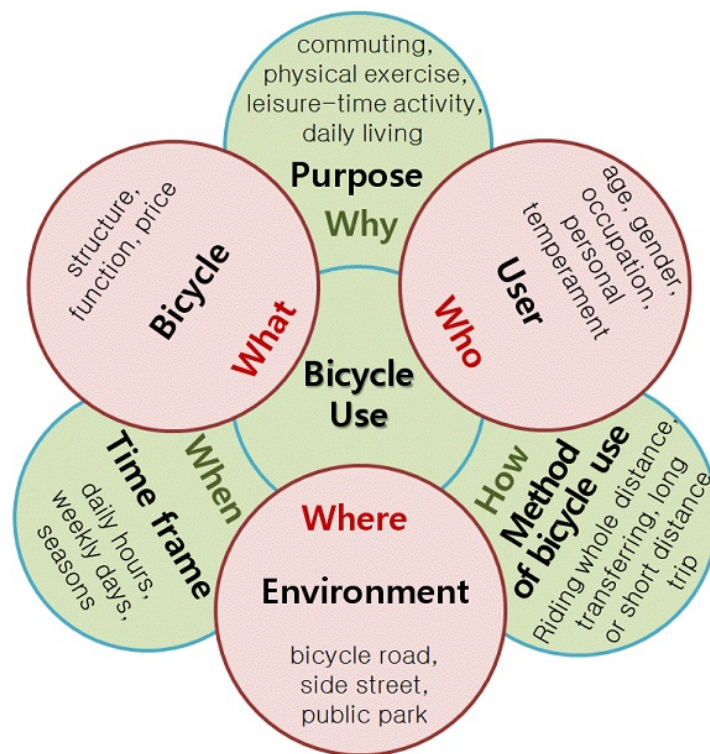 commuting,
physical exercise,
leisure-time activity,
daily living
Purpose
Why
structure,
function, price
Bicycle
What
age, gender,
occupation,
personal
temperament
User
Who
Bicycle
Use
Time frame
When
daily hours,
weekly days,
seasons
How
Method
of bicycle use
Riding whole distance,
transferring, long
or short distance
trip
Where
Environment
bicycle road,
side street,
public park